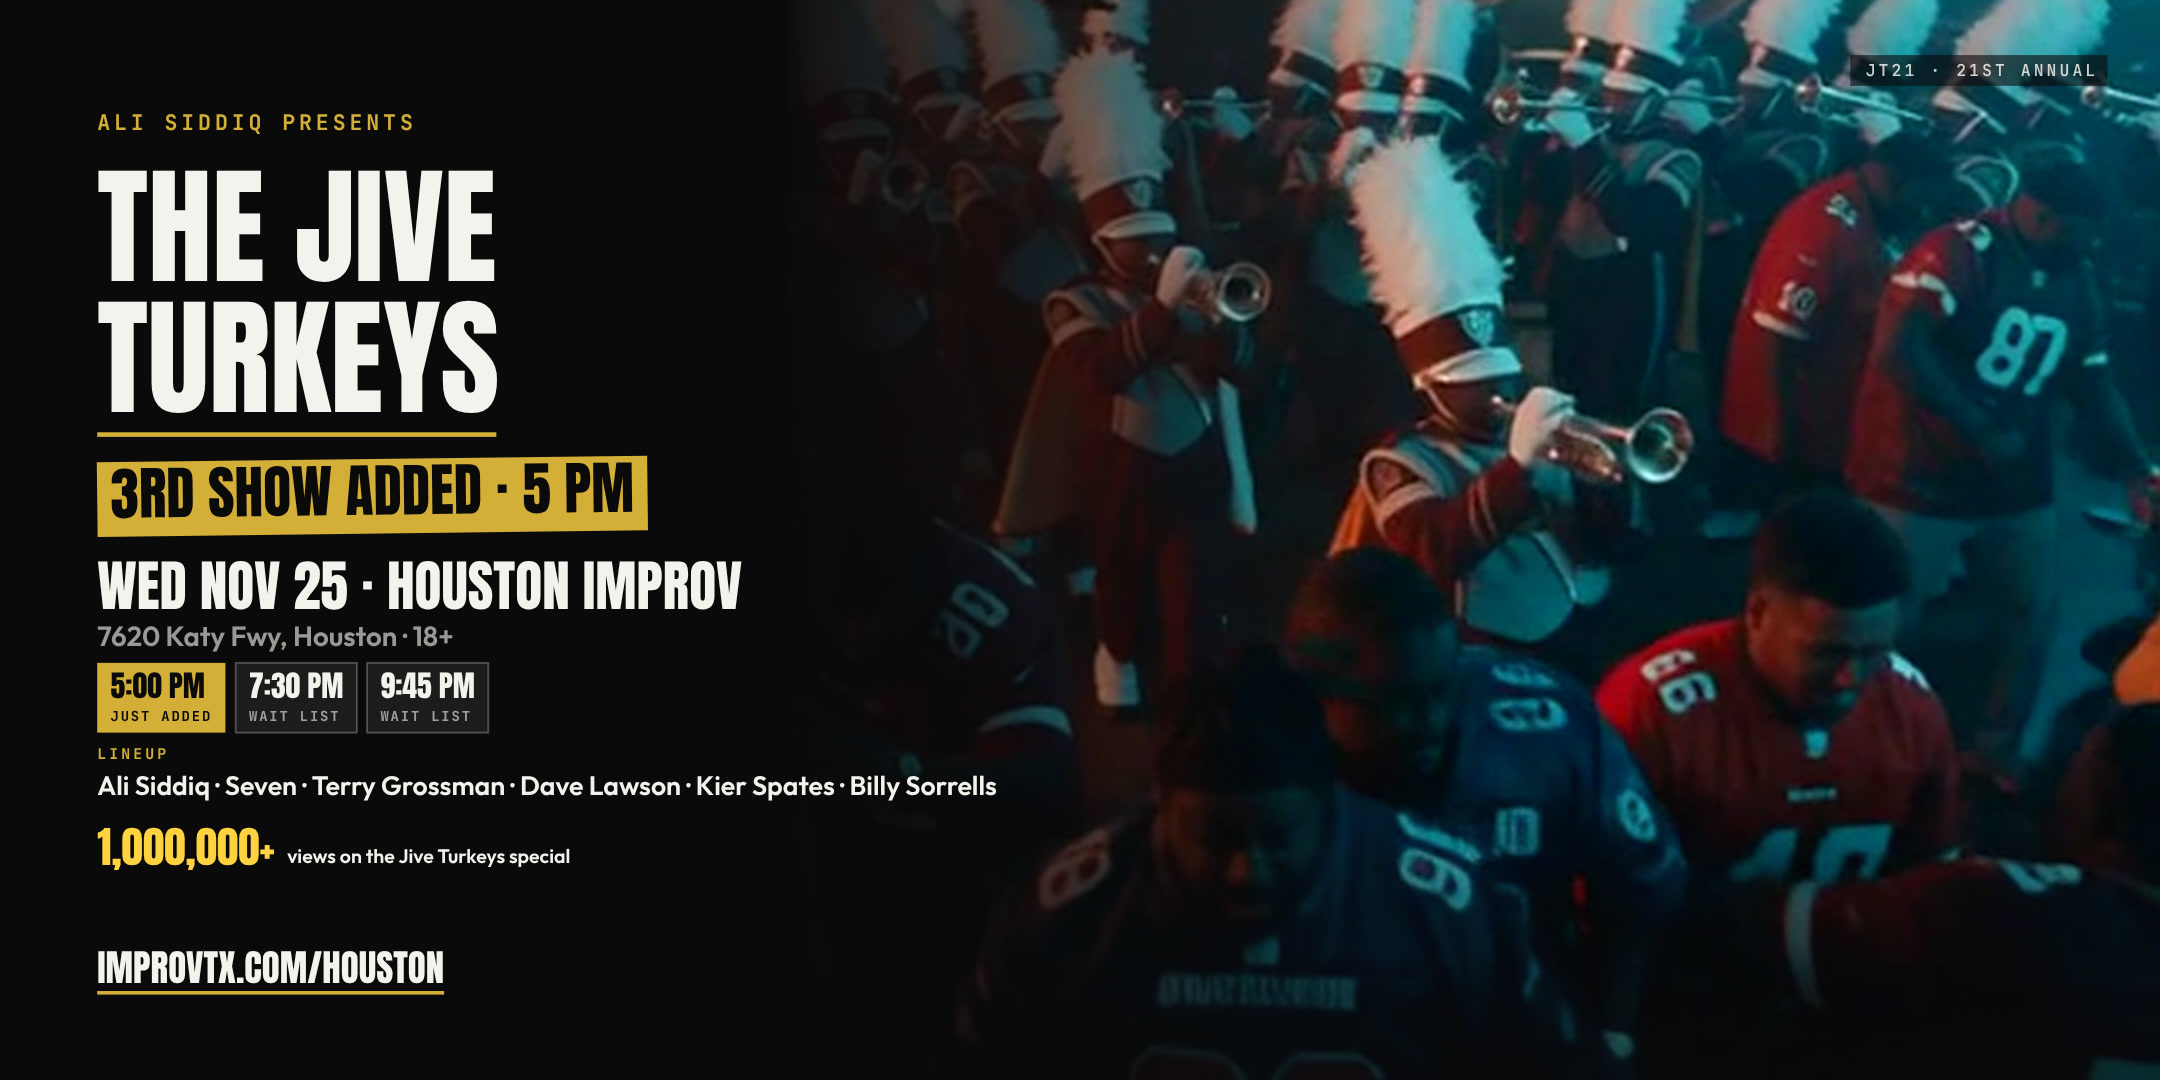 JT21 · 21ST ANNUAL
ALI SIDDIQ PRESENTS
THE JIVE
TURKEYS
3RD SHOW ADDED · 5 PM
WED NOV 25 · HOUSTON IMPROV
7620 Katy Fwy, Houston · 18+
5:00 PM
JUST ADDED
7:30 PM
WAIT LIST
9:45 PM
WAIT LIST
LINEUP
Ali Siddiq · Seven · Terry Grossman · Dave Lawson · Kier Spates · Billy Sorrells
1,000,000+ views on the Jive Turkeys special
IMPROVTX.COM/HOUSTON
87